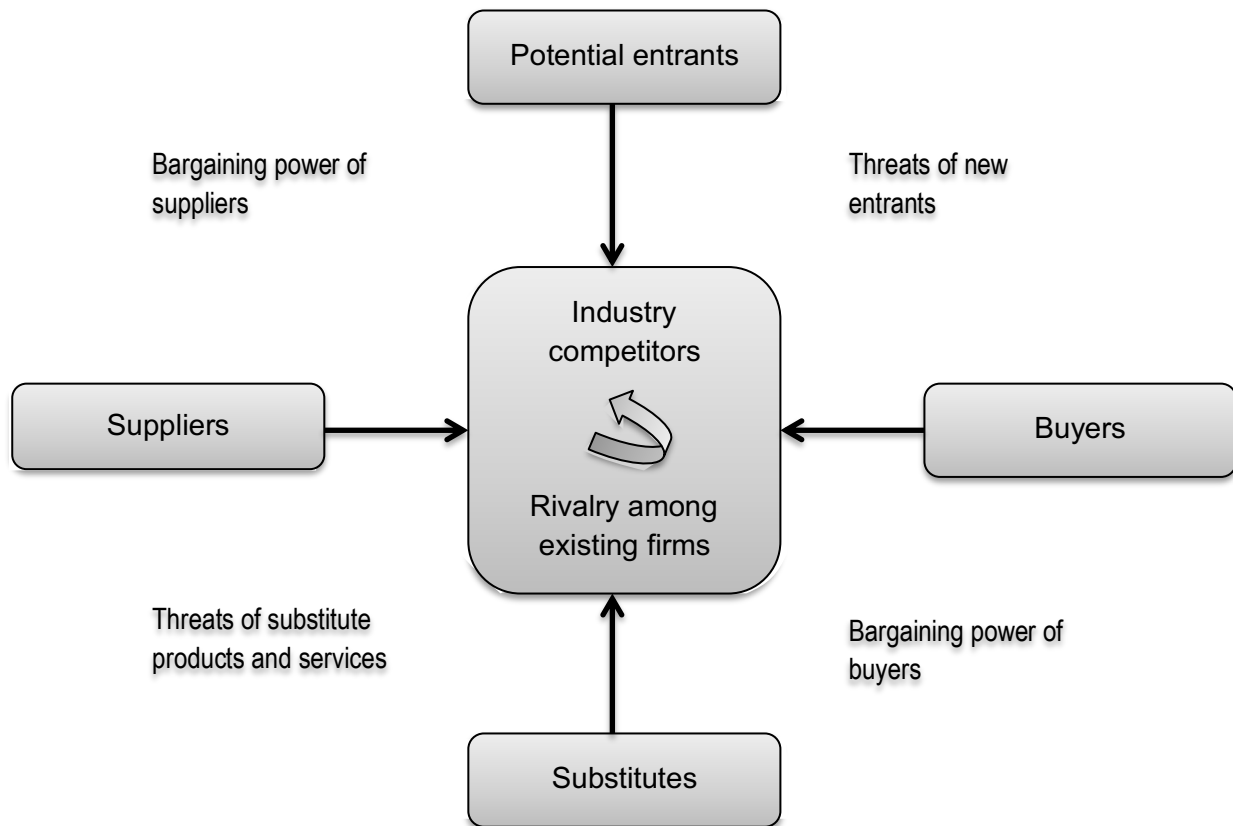 Potential entrants
Bargaining power of
suppliers
Threats of new
entrants
Industry
competitors
Suppliers
Buyers
Rivalry among
existing firms
Threats of substitute
products and services
Bargaining power of
buyers
Substitutes